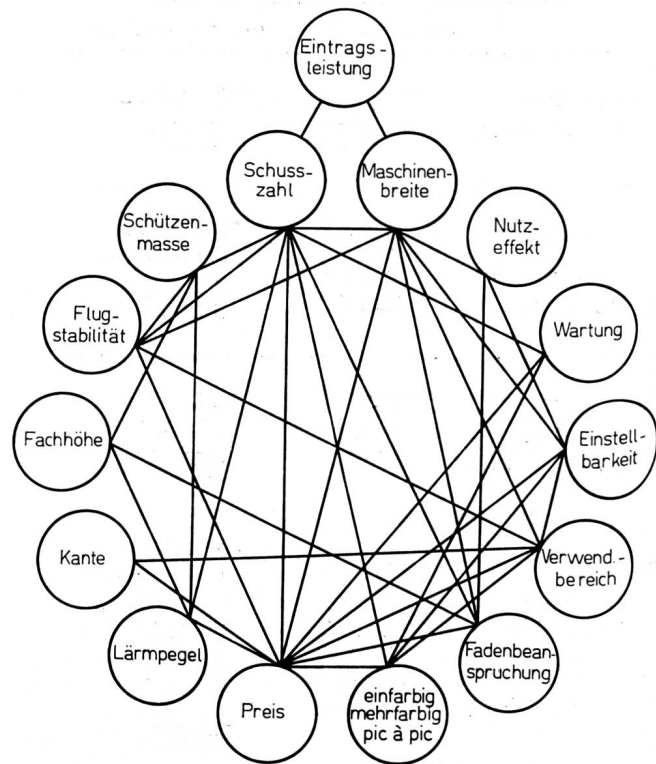 Eintrags-
leistung
Schuss-
zahl
Maschinen-
breite
Schützen-
masse
Nutz-
effekt
Flug-
stabilität
Wartung
Fachhöhe
Einstell-
barkeit
Kante
Verwend.-
bereich
Lärmpegel
Fadenbean-
spruchung
Preis
einfarbig
mehrfarbig
pic à pic